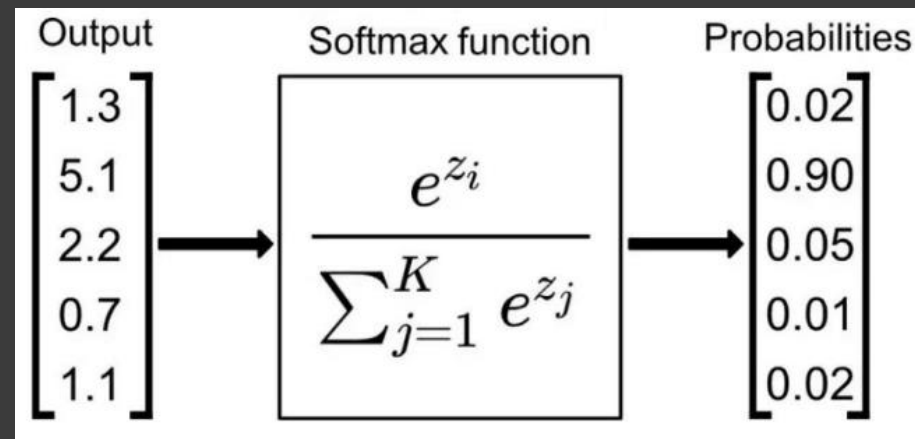 Output
1.3
5.1
2.2
0.7
1.1
Softmax function
e^{z_i}
∑_{j=1}^{K} e^{z_j}
Probabilities
0.02
0.90
0.05
0.01
0.02